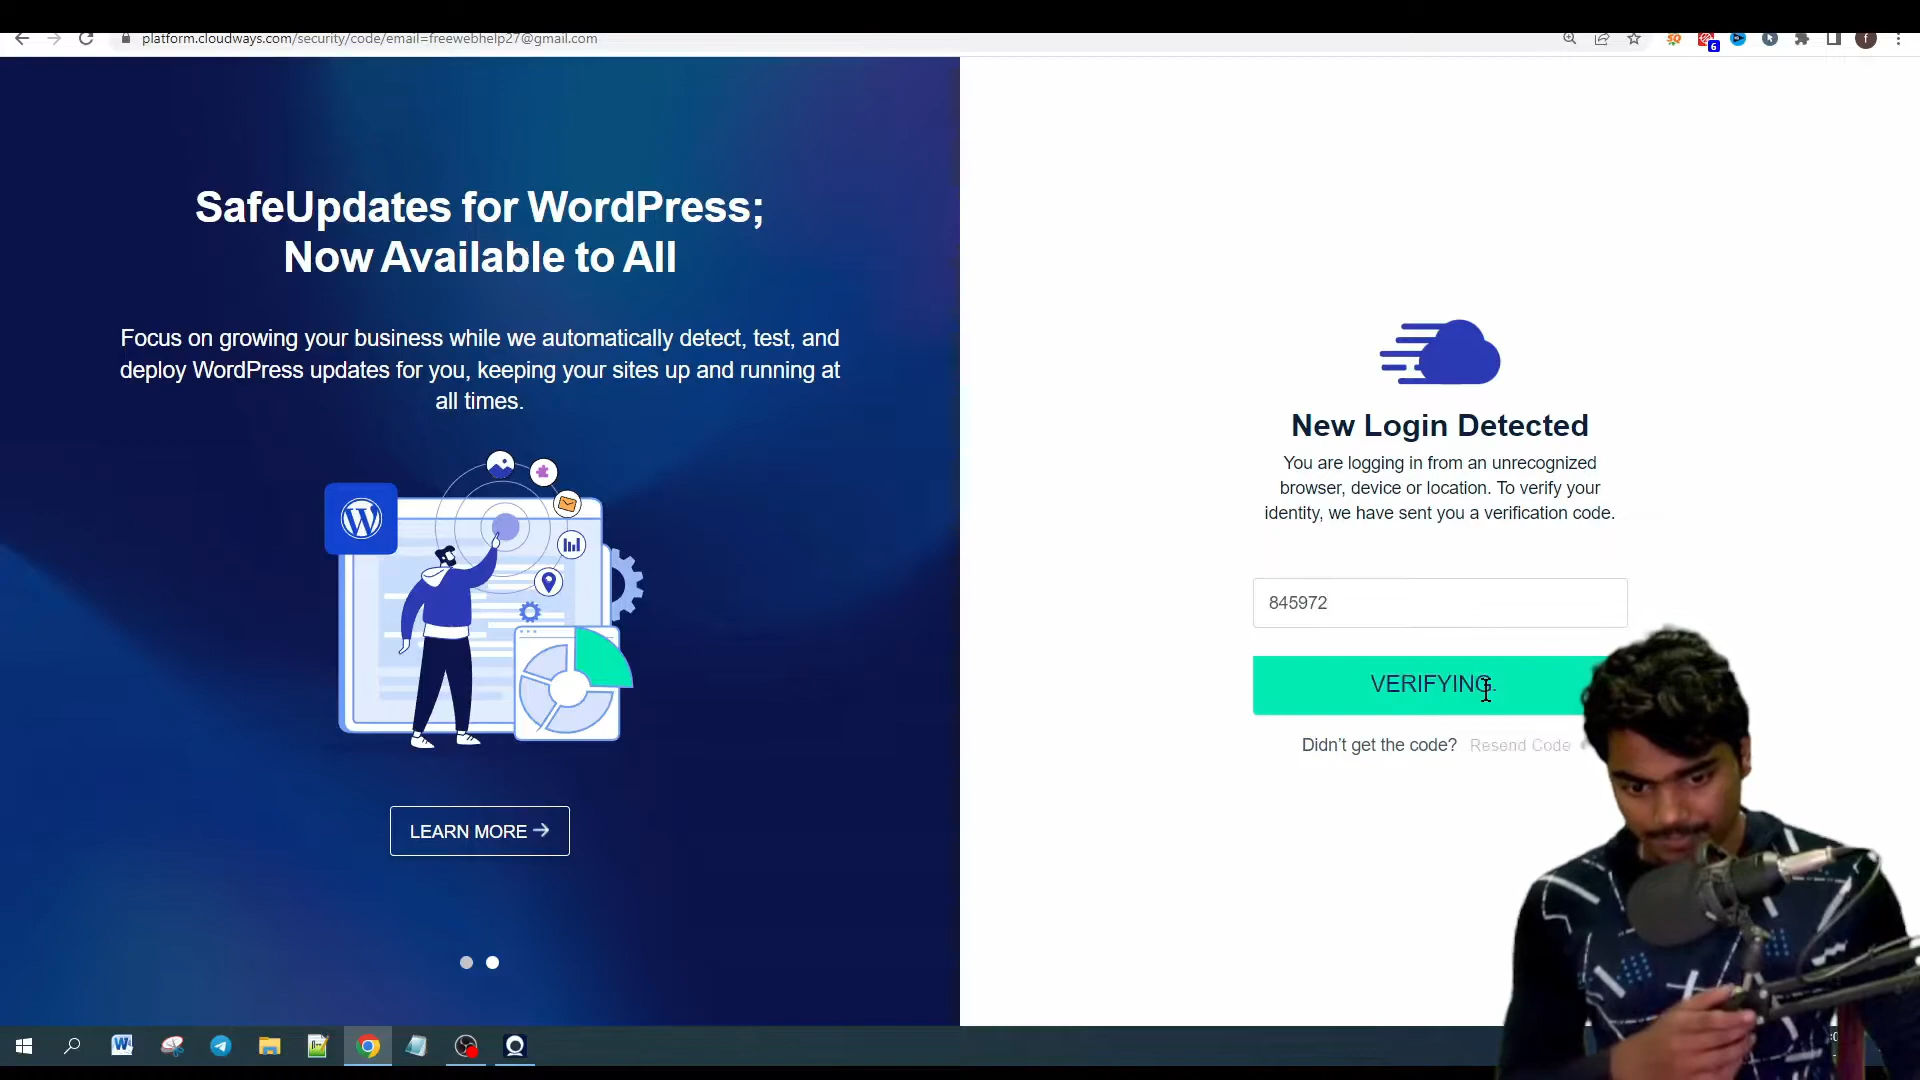 platform.cloudways.com/security/code/email=freewebhelp27@gmail.com
6
f
SafeUpdates for WordPress;
Now Available to All
Focus on growing your business while we automatically detect, test, and
deploy WordPress updates for you, keeping your sites up and running at
all times.
LEARN MORE
New Login Detected
You are logging in from an unrecognized
browser, device or location. To verify your
identity, we have sent you a verification code.
845972
VERIFYING.
Didn’t get the code? Resend Code